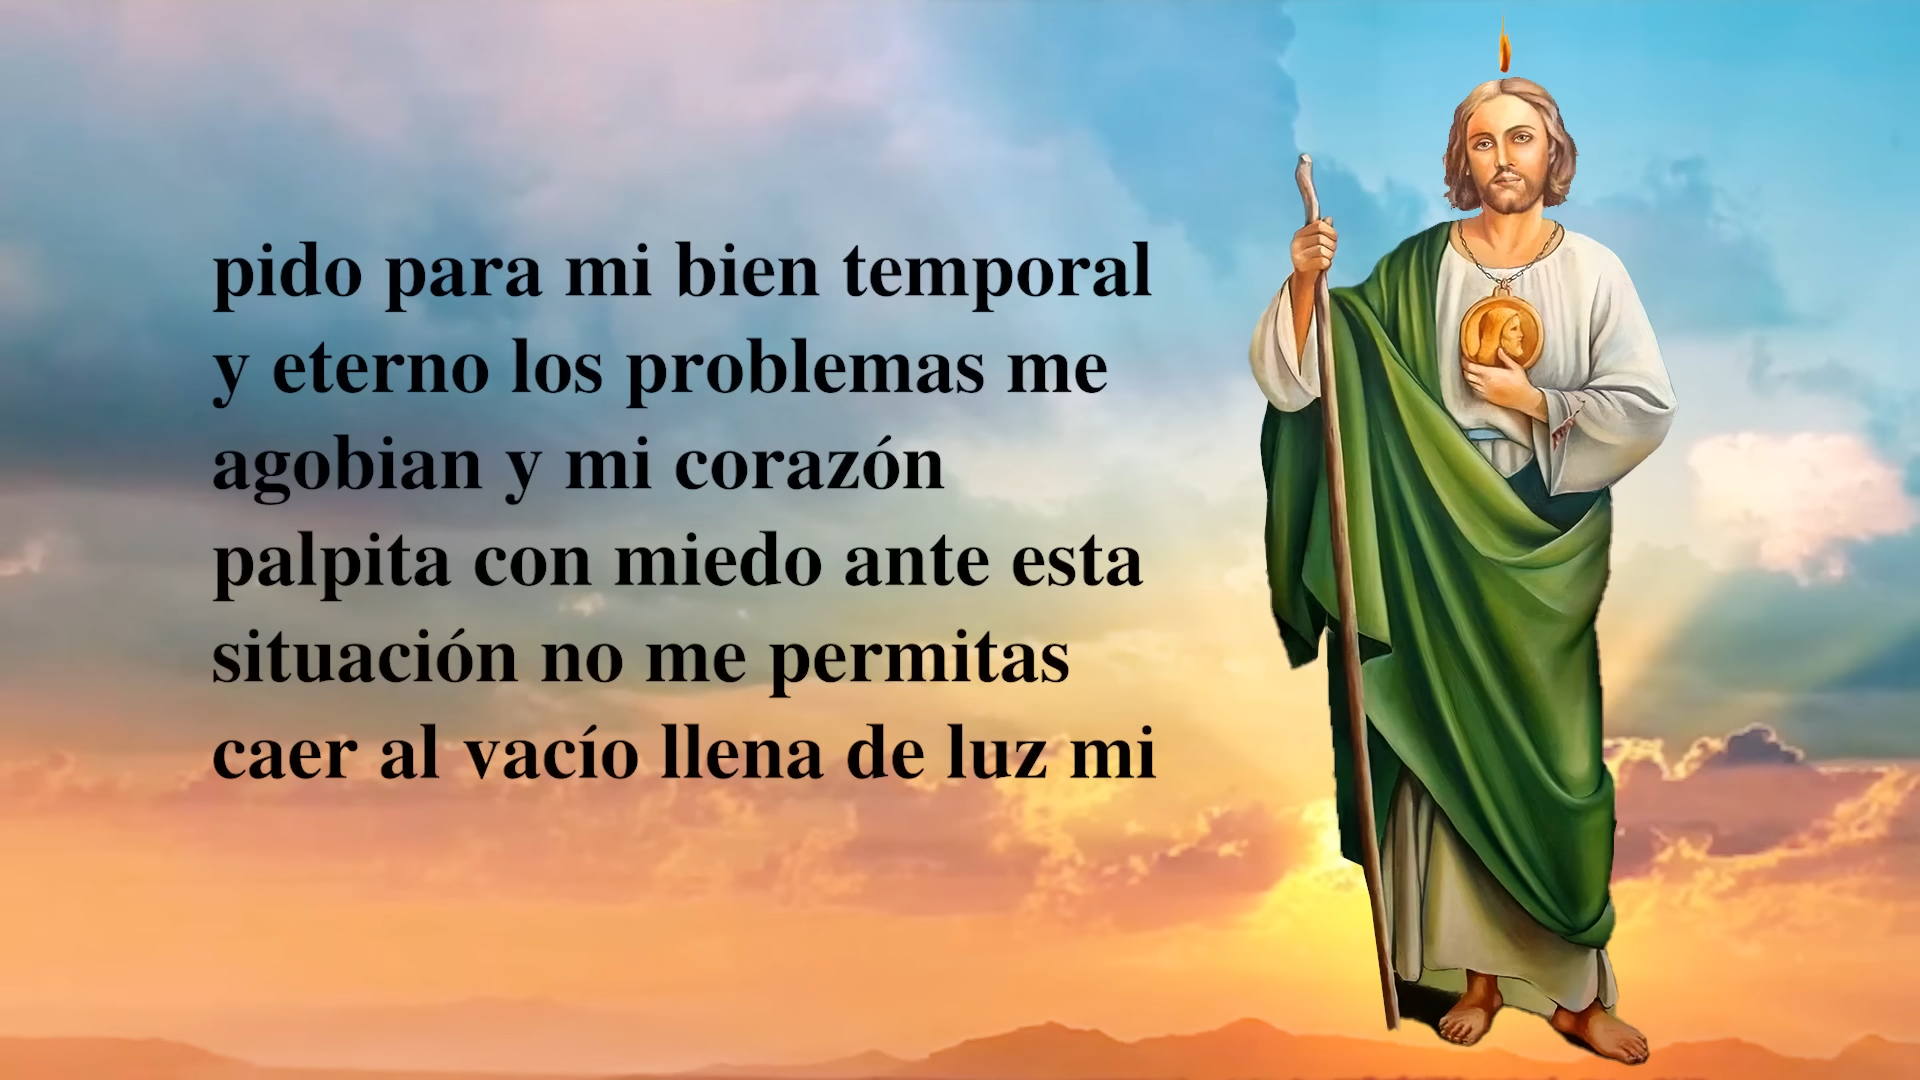 pido para mi bien temporal
y eterno los problemas me
agobian y mi corazón
palpita con miedo ante esta
situación no me permitas
caer al vacío llena de luz mi